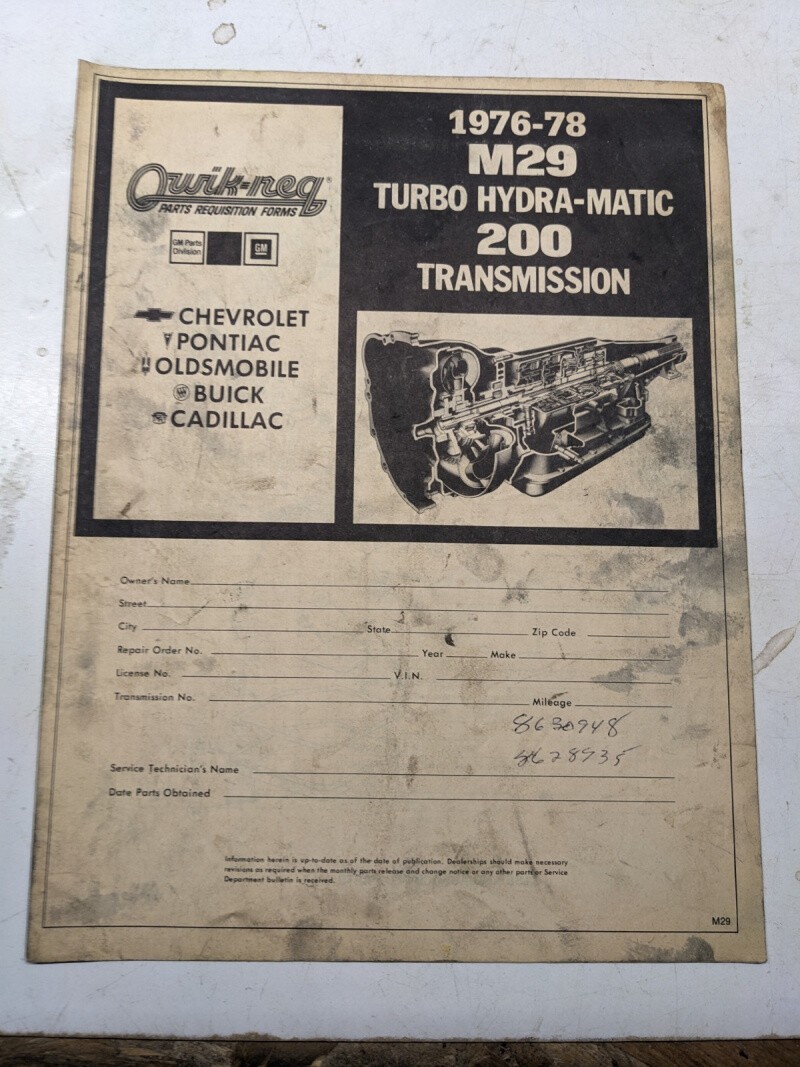 Qwik-req®
PARTS REQUISITION FORMS
GM Parts
Division
GM
CHEVROLET
PONTIAC
OLDSMOBILE
BUICK
CADILLAC
1976-78
M29
TURBO HYDRA-MATIC
200
TRANSMISSION
Owner's Name
Street
City State Zip Code
Repair Order No. Year Make
License No. V.I.N.
Transmission No. Mileage
8630948
8628935
Service Technician's Name
Date Parts Obtained
Information herein is up-to-date as of the date of publication. Dealerships should make necessary
revisions as required when the monthly parts release and change notice or any other parts or Service
Department bulletin is received.
M29